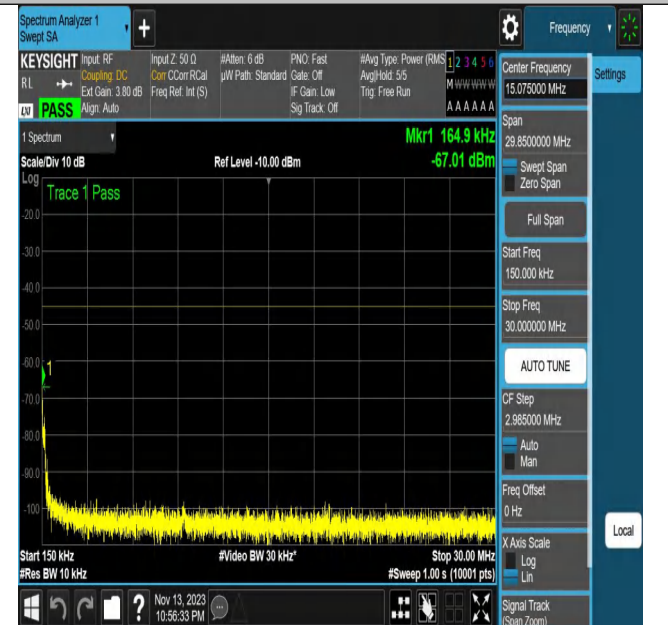 Spectrum Analyzer 1
Swept SA
Frequency
KEYSIGHT
RL
LXI
PASS
Input: RF
Coupling: DC
Ext Gain: 3.80 dB
Align: Auto
Input Z: 50 Ω
Corr CCorr RCal
Freq Ref: Int (S)
#Atten: 6 dB
µW Path: Standard
PNO: Fast
Gate: Off
IF Gain: Low
Sig Track: Off
#Avg Type: Power (RMS
Avg|Hold: 5/5
Trig: Free Run
1 2 3 4 5 6
M W W W W W
A A A A A A
1 Spectrum
Scale/Div 10 dB
Ref Level -10.00 dBm
Mkr1 164.9 kHz
-67.01 dBm
Log
Trace 1 Pass
-20.0
-30.0
-40.0
-50.0
-60.0
1
-70.0
-80.0
-90.0
-100
Start 150 kHz
#Video BW 30 kHz*
Stop 30.00 MHz
#Res BW 10 kHz
#Sweep 1.00 s (10001 pts)
Nov 13, 2023
10:56:33 PM
?
Center Frequency
15.075000 MHz
Settings
Span
29.8500000 MHz
Swept Span
Zero Span
Full Span
Start Freq
150.000 kHz
Stop Freq
30.000000 MHz
AUTO TUNE
CF Step
2.985000 MHz
Auto
Man
Freq Offset
0 Hz
X Axis Scale
Log
Lin
Local
Signal Track
(Span Zoom)